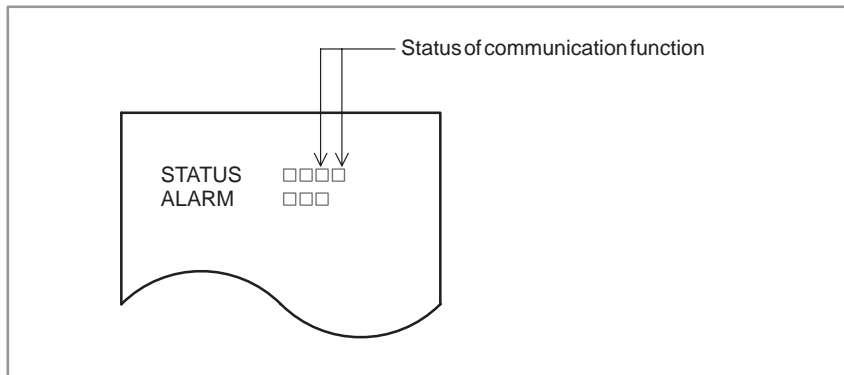 Status of communication function
STATUS □□□□
ALARM □□□